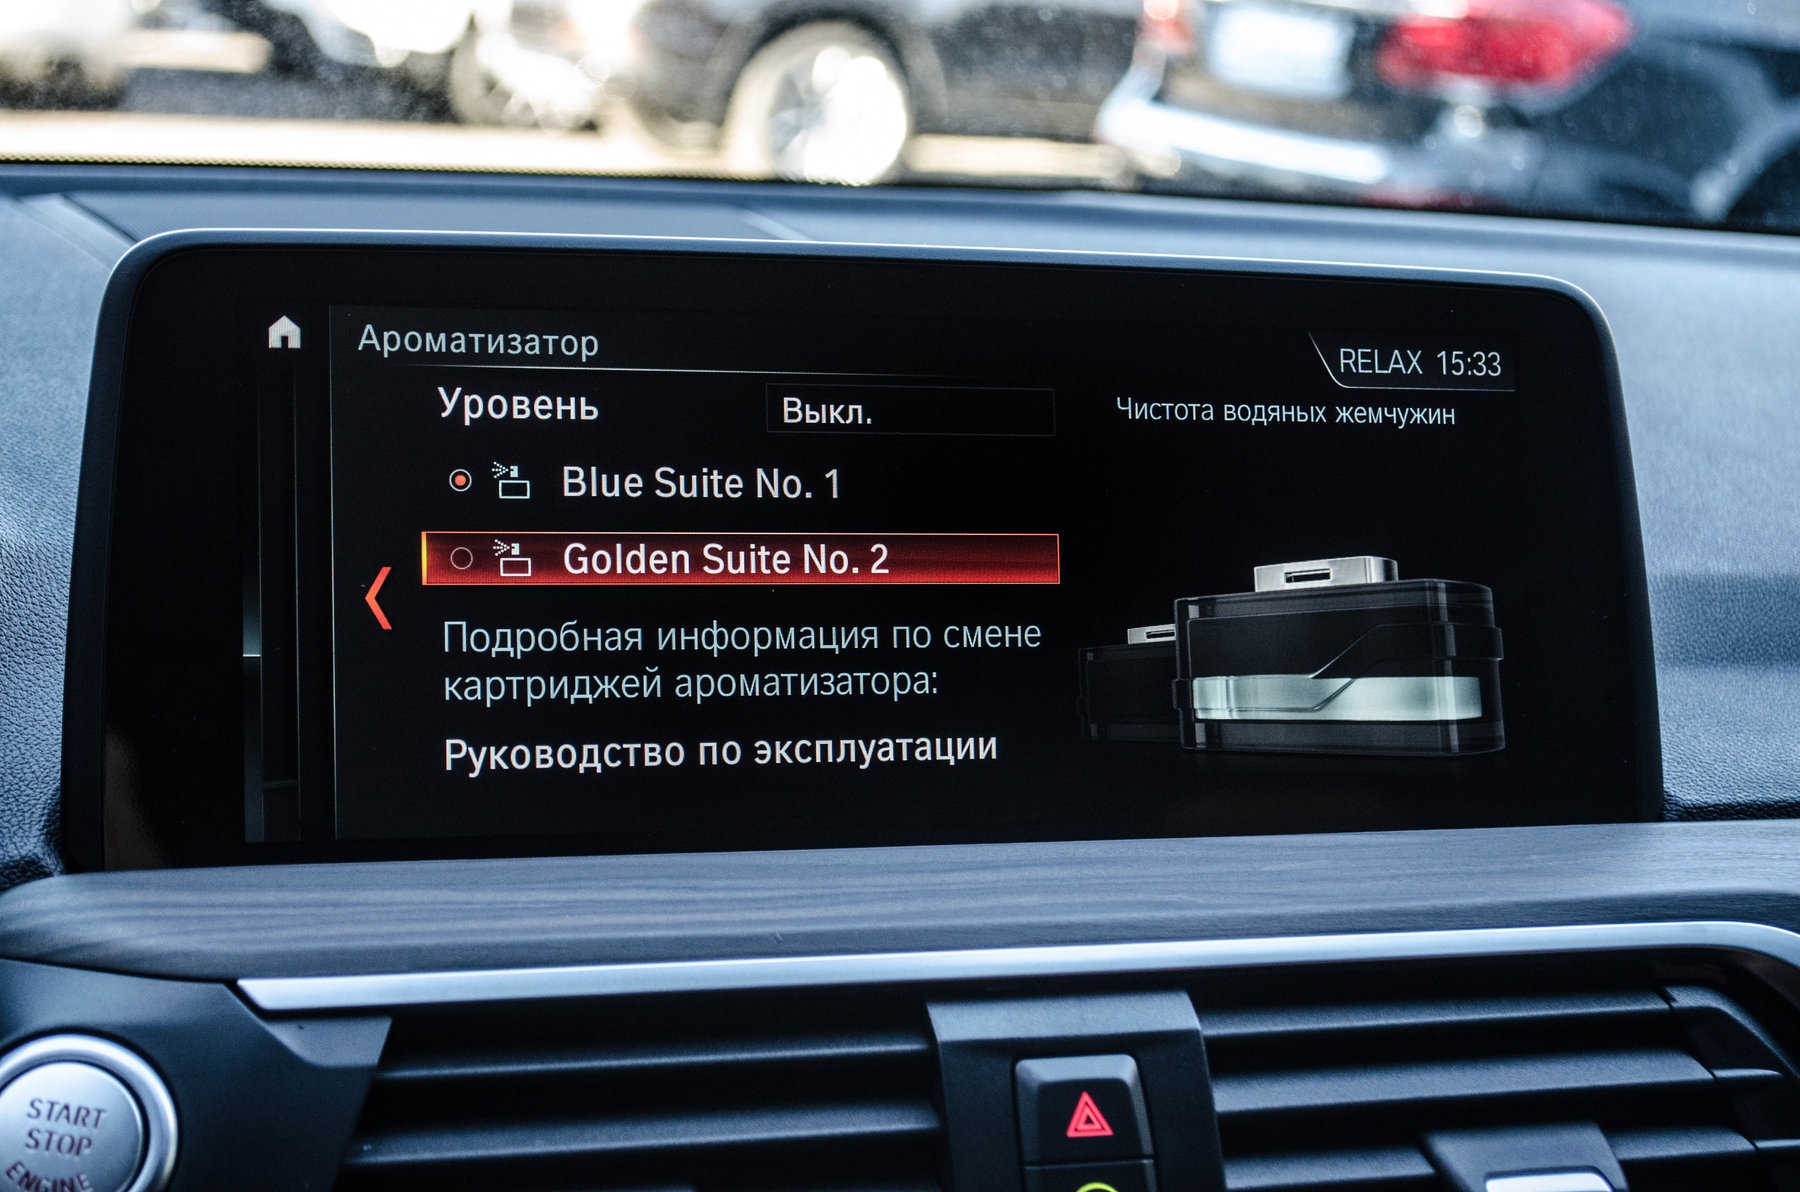 Ароматизатор
RELAX 15:33
Уровень Выкл.
Чистота водяных жемчужин
Blue Suite No. 1
Golden Suite No. 2
Подробная информация по смене
картриджей ароматизатора:
Руководство по эксплуатации
START
STOP
ENGINE